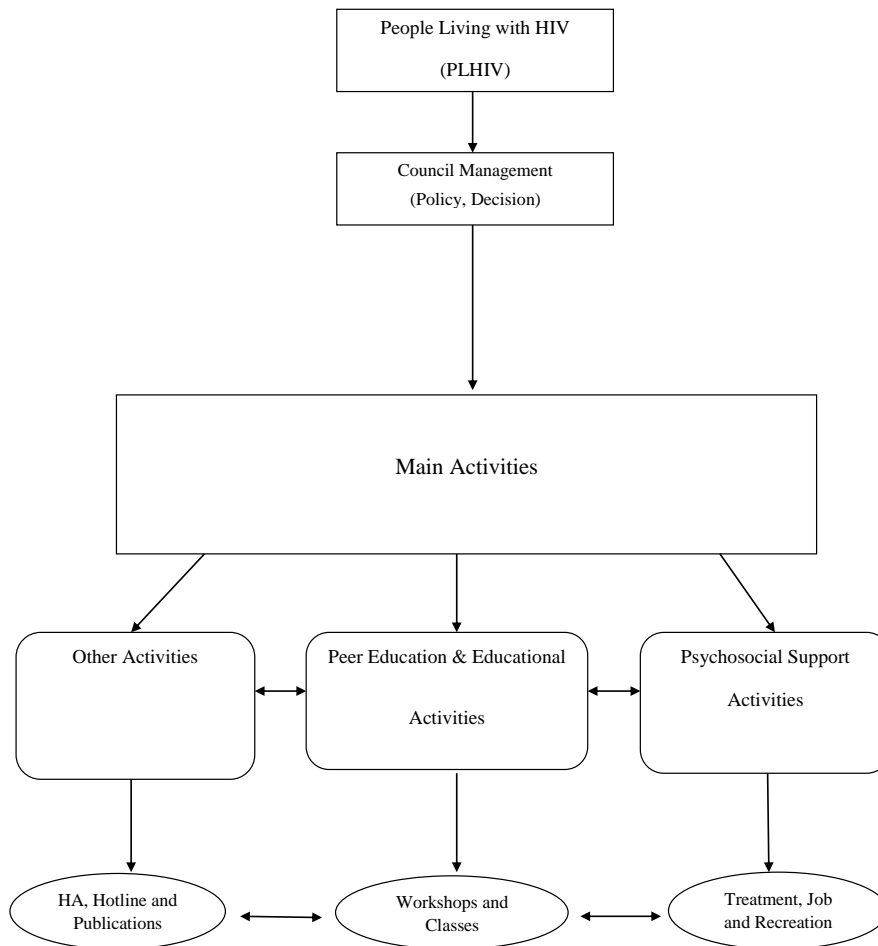 People Living with HIV
(PLHIV)
Council Management
(Policy, Decision)
Main Activities
Other Activities
Peer Education & Educational
Activities
Psychosocial Support
Activities
HA, Hotline and
Publications
Workshops and
Classes
Treatment, Job
and Recreation